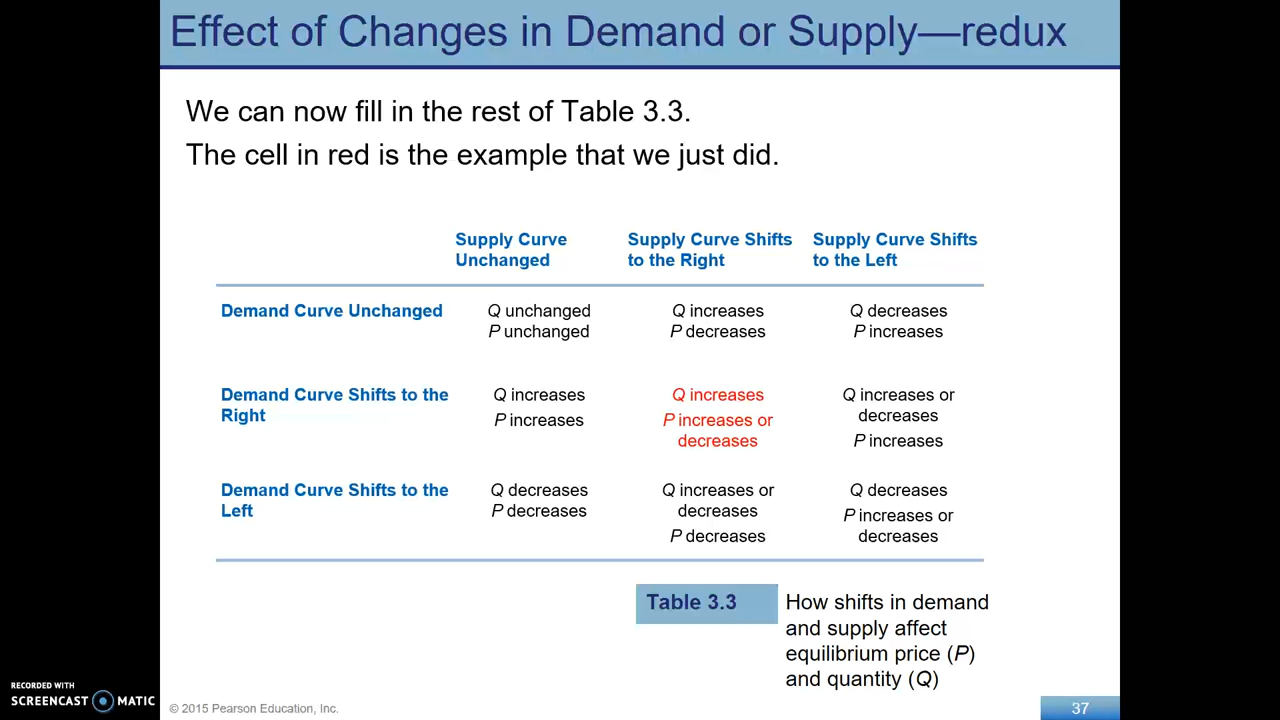 Effect of Changes in Demand or Supply—redux
We can now fill in the rest of Table 3.3.
The cell in red is the example that we just did.
Supply Curve Unchanged
Supply Curve Shifts to the Right
Supply Curve Shifts to the Left
Demand Curve Unchanged
Q unchanged
P unchanged
Q increases
P decreases
Q decreases
P increases
Demand Curve Shifts to the
Right
Q increases
P increases
Q increases
P increases or
decreases
Q increases or
decreases
P increases
Demand Curve Shifts to the
Left
Q decreases
P decreases
Q increases or
decreases
P decreases
Q decreases
P increases or
decreases
Table 3.3
How shifts in demand
and supply affect
equilibrium price (P)
and quantity (Q)
RECORDED WITH
SCREENCAST MATIC
© 2015 Pearson Education, Inc.
37